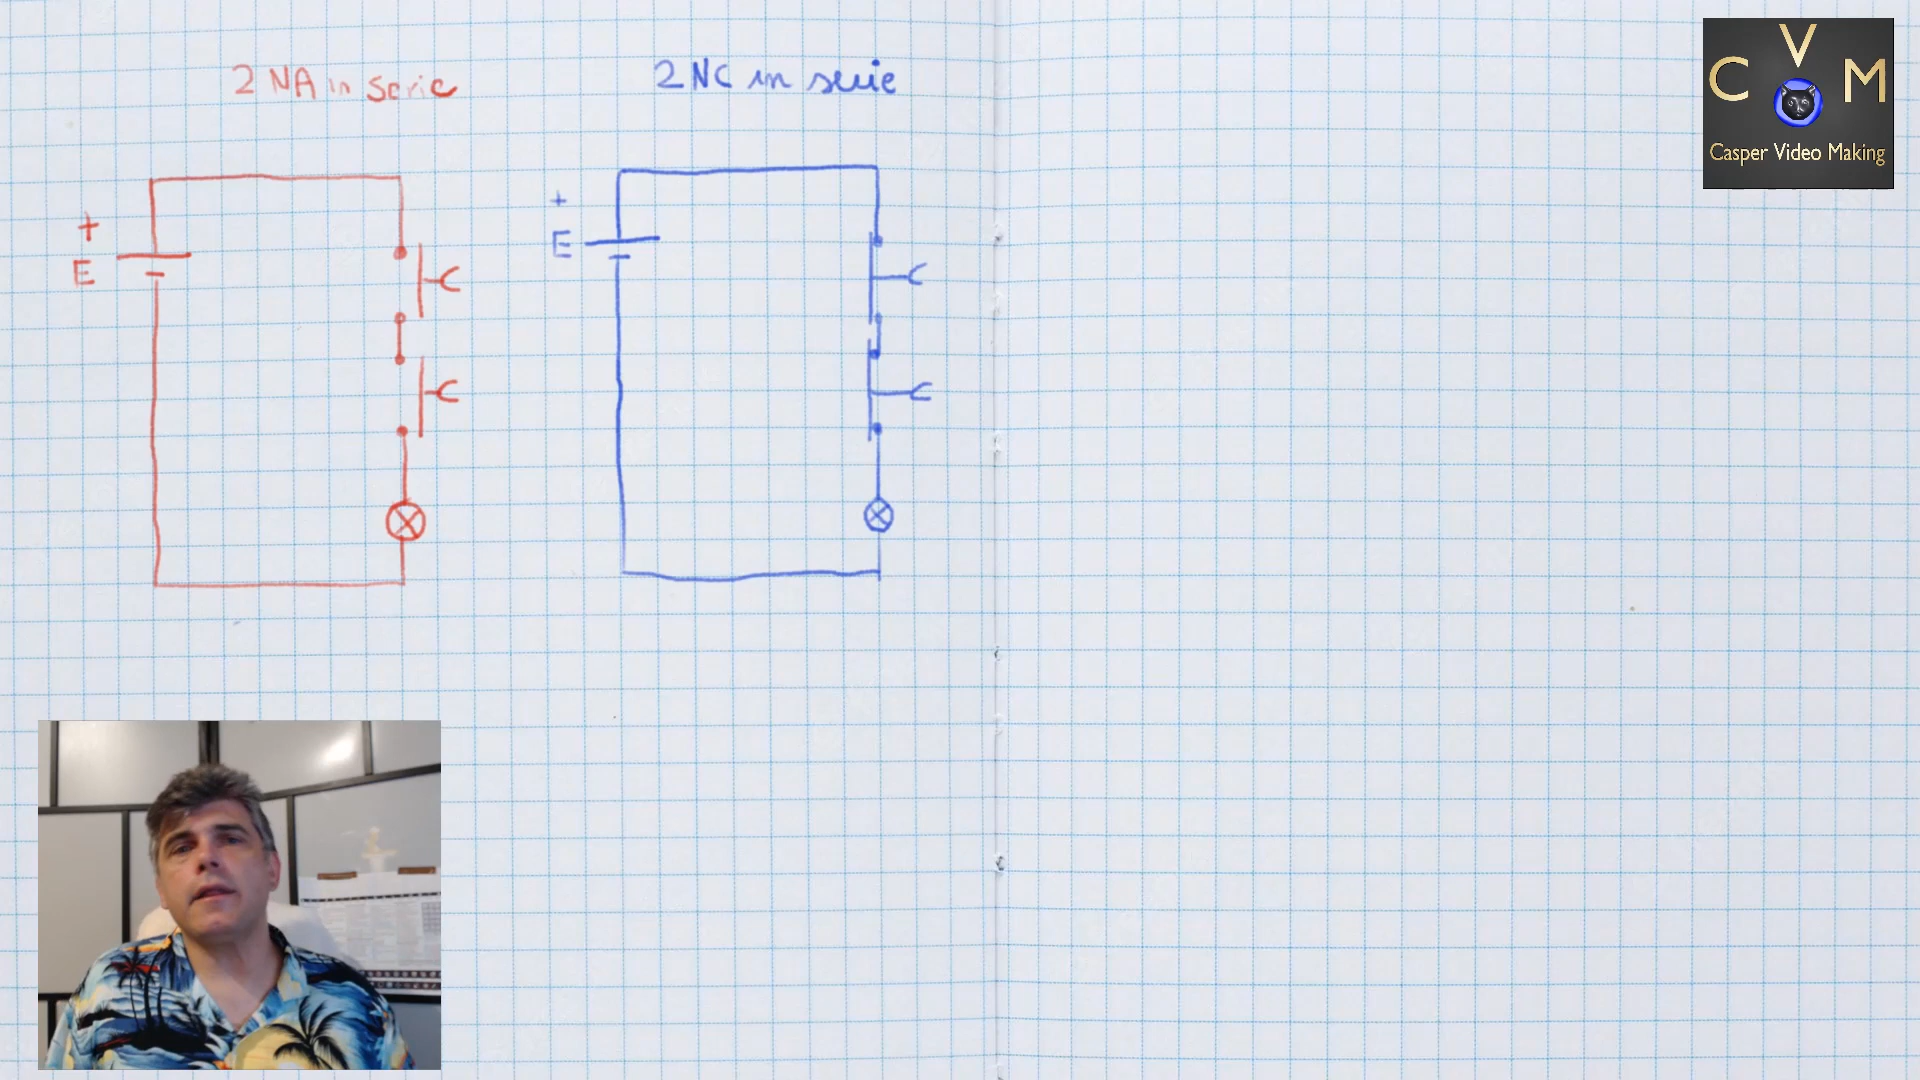 2 NA in serie
2 NC in serie
+
E
+
E
C V M
Casper Video Making